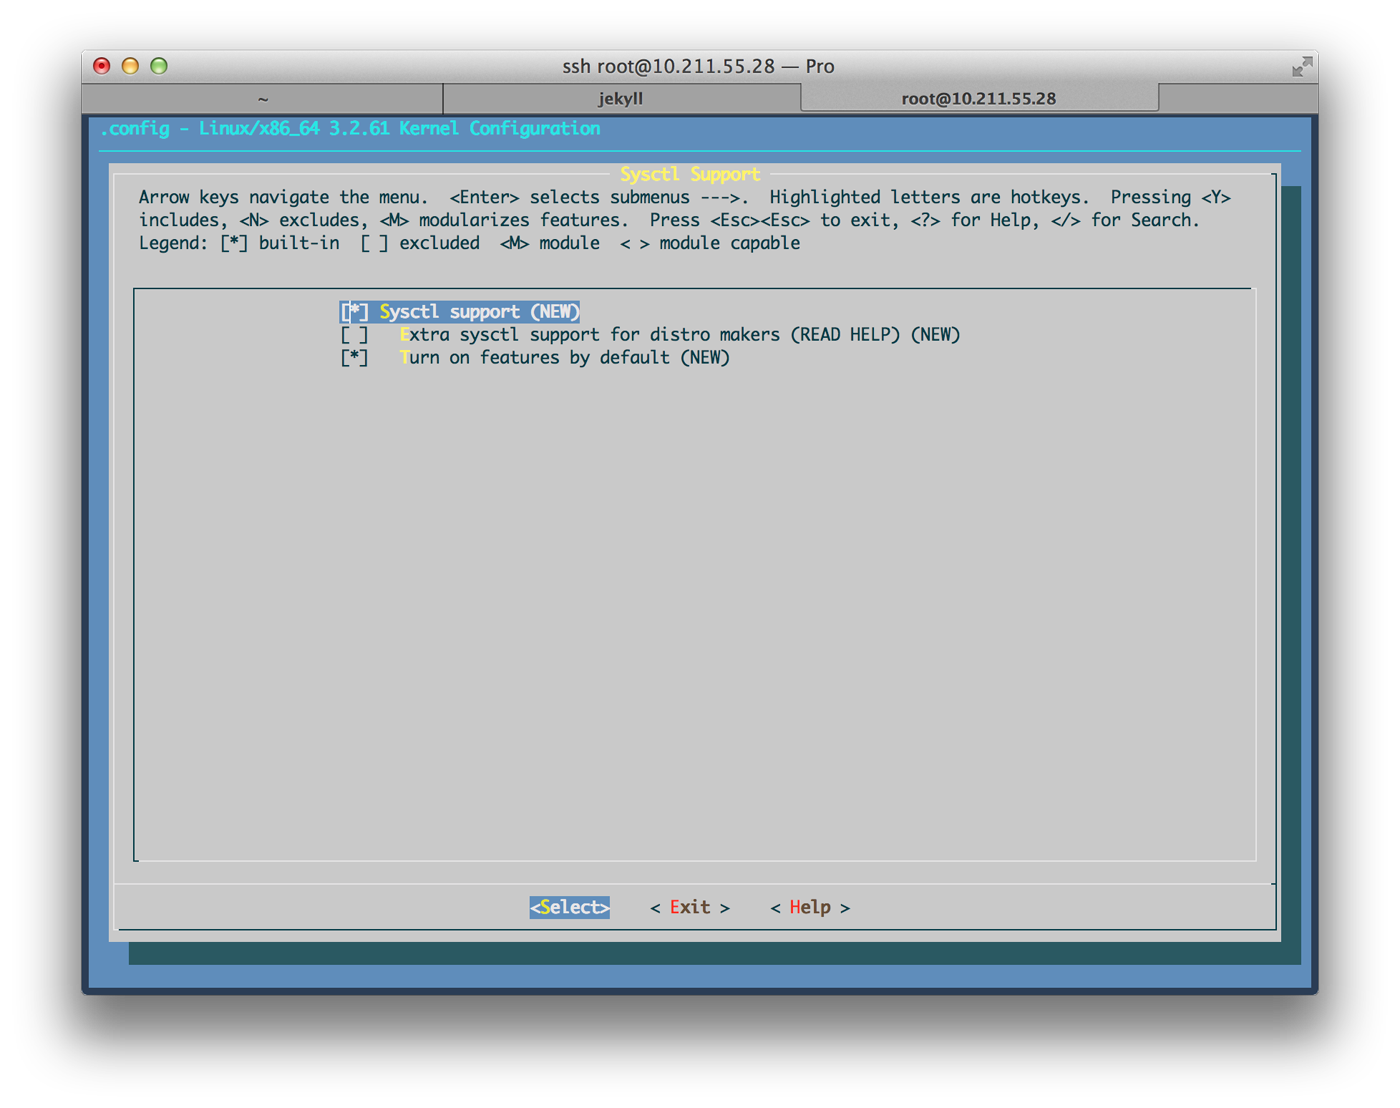 ssh root@10.211.55.28 — Pro
~ jekyll root@10.211.55.28
.config - Linux/x86_64 3.2.61 Kernel Configuration
Sysctl Support
Arrow keys navigate the menu.  <Enter> selects submenus --->.  Highlighted letters are hotkeys.  Pressing <Y>
includes, <N> excludes, <M> modularizes features.  Press <Esc><Esc> to exit, <?> for Help, </> for Search.
Legend: [*] built-in  [ ] excluded  <M> module  < > module capable
[*] Sysctl support (NEW)
[ ]   Extra sysctl support for distro makers (READ HELP) (NEW)
[*]   Turn on features by default (NEW)
<Select>    < Exit >    < Help >